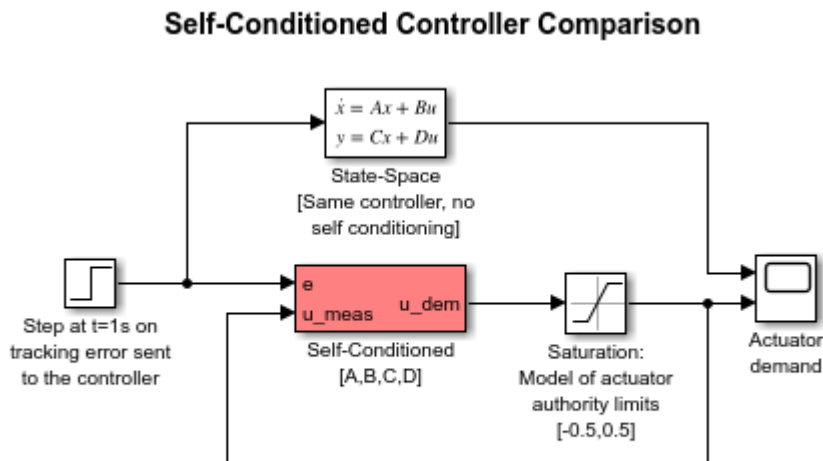 Self-Conditioned Controller Comparison
ẋ = Ax + Bu
y = Cx + Du
State-Space
[Same controller, no
self conditioning]
e
u_meas
u_dem
Step at t=1s on
tracking error sent
to the controller
Self-Conditioned
[A,B,C,D]
Saturation:
Model of actuator
authority limits
[-0.5,0.5]
Actuator
demand